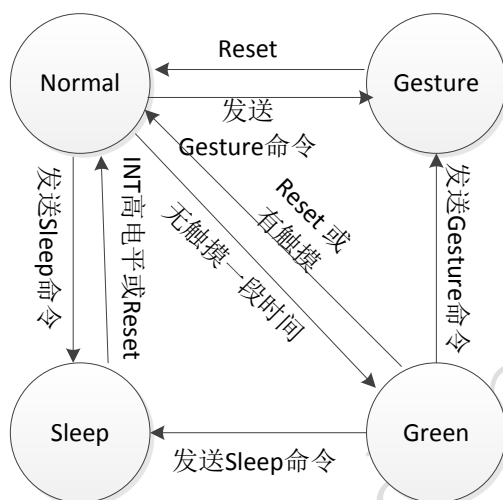 Normal
Reset
Gesture
发送
Gesture命令
发送Sleep命令
INT高电平或Reset
Reset 或
有触摸
无触摸一段时间
发送Gesture命令
Sleep
发送Sleep命令
Green